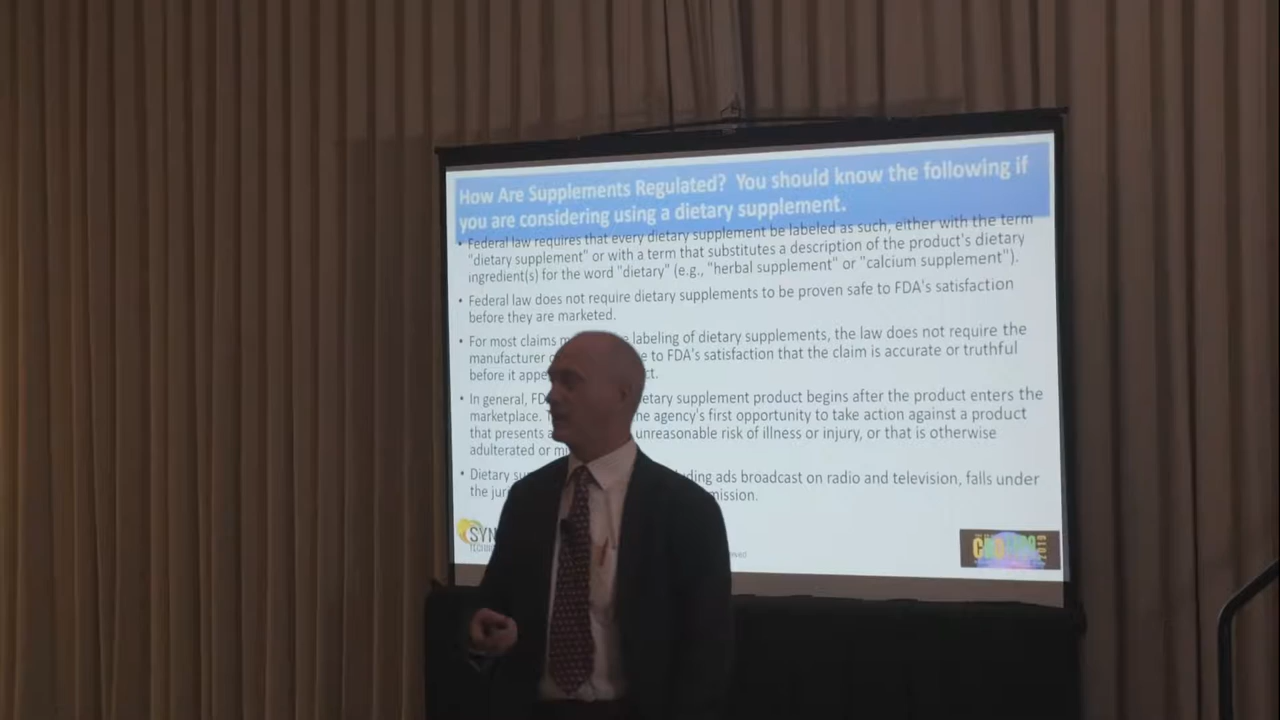 How Are Supplements Regulated? You should know the following if
you are considering using a dietary supplement.
• Federal law requires that every dietary supplement be labeled as such, either with the term
"dietary supplement" or with a term that substitutes a description of the product's dietary
ingredient(s) for the word "dietary" (e.g., "herbal supplement" or "calcium supplement").
• Federal law does not require dietary supplements to be proven safe to FDA's satisfaction
before they are marketed.
• For most claims labeling of dietary supplements, the law does not require the
manufacturer to FDA's satisfaction that the claim is accurate or truthful
before it
• In general, product begins after the product enters the
marketplace. agency's first opportunity to take action against a product
that presents unreasonable risk of illness or injury, or that is otherwise
adulterated or
• Dietary ads broadcast on radio and television, falls under
the
SYN
2019